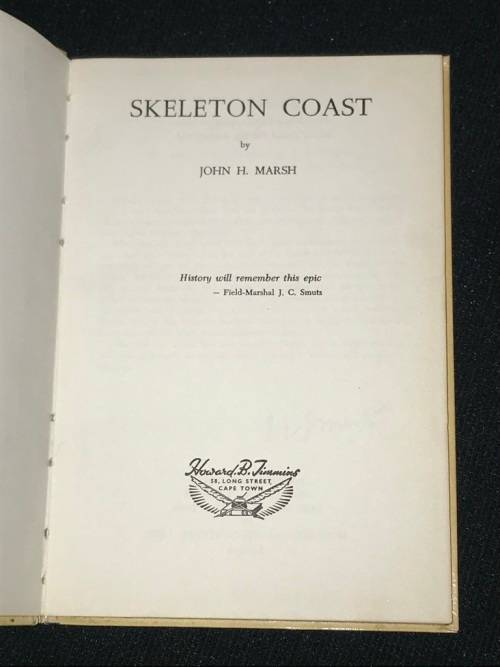 SKELETON COAST
by
JOHN H. MARSH
History will remember this epic
— Field-Marshal J. C. Smuts
Howard. B. Timmins
58, LONG STREET,
CAPE TOWN